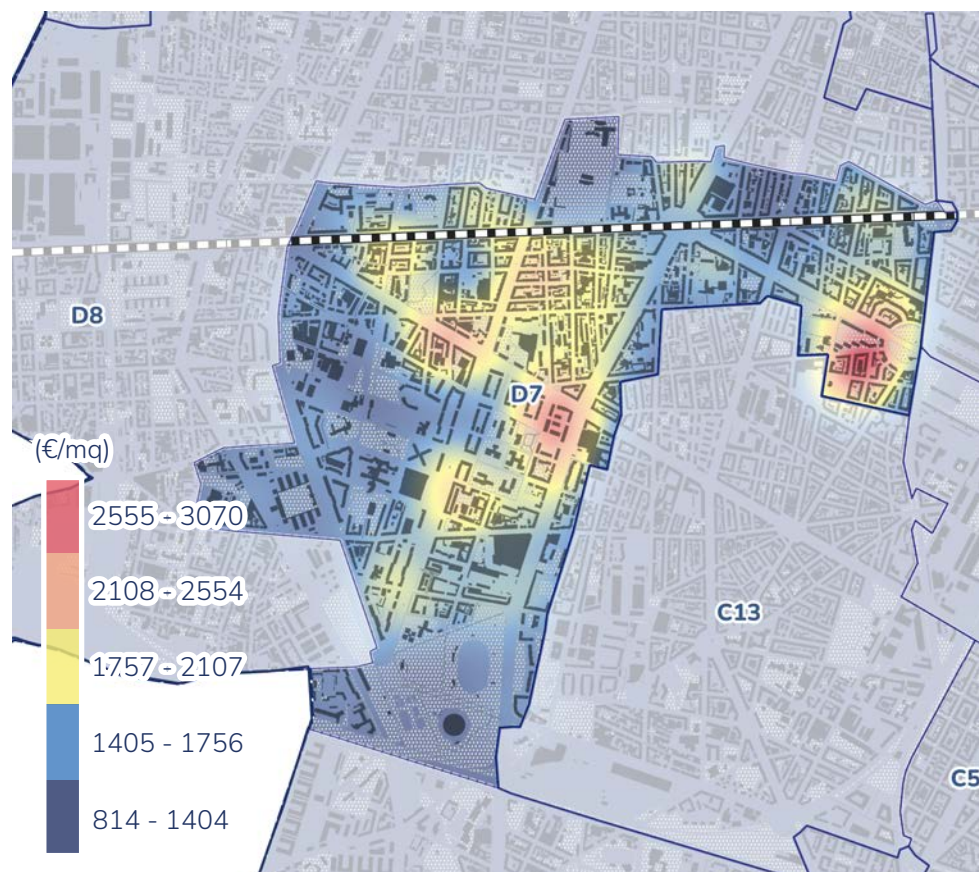 D8
D7
(€/mq)
2555 - 3070
2108 - 2554
1757 - 2107
1405 - 1756
814 - 1404
C13
C5